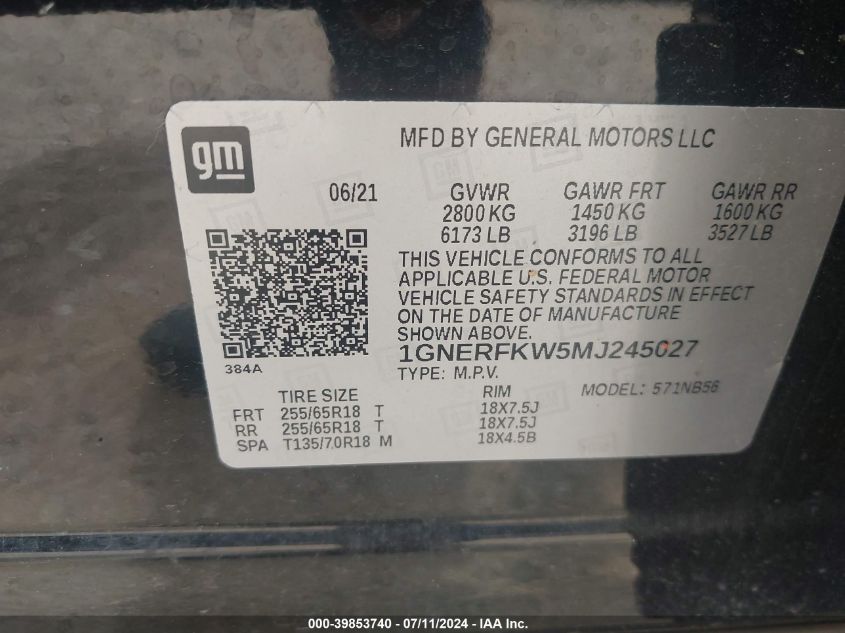 gm
MFD BY GENERAL MOTORS LLC
06/21 GVWR GAWR FRT GAWR RR
2800 KG 1450 KG 1600 KG
6173 LB 3196 LB 3527 LB
THIS VEHICLE CONFORMS TO ALL
APPLICABLE U.S. FEDERAL MOTOR
VEHICLE SAFETY STANDARDS IN EFFECT
ON THE DATE OF MANUFACTURE
SHOWN ABOVE.
1GNERFKW5MJ245027
384A
TYPE: M.P.V. MODEL: 571NB56
TIRE SIZE RIM
FRT 255/65R18 T 18X7.5J
RR 255/65R18 T 18X7.5J
SPA T135/70R18 M 18X4.5B
000-39853740 - 07/11/2024 - IAA Inc.